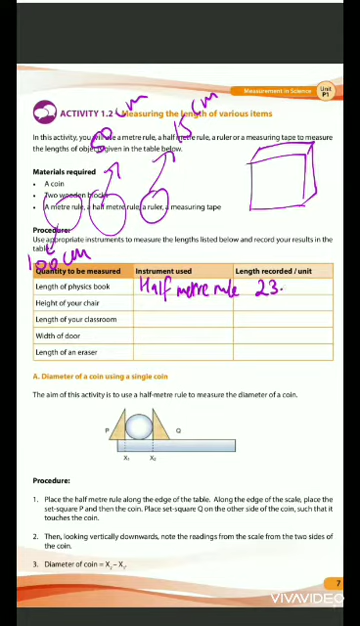 Measurement in Science
Unit P1
ACTIVITY 1.2 Measuring the length of various items
cm
cm
In this activity, you will use a metre rule, a half metre rule, a ruler or a measuring tape to measure
the lengths of objects given in the table below.
15
Materials required
• A coin
• Two wooden blocks
• A metre rule, a half metre rule, a ruler, a measuring tape
Procedure:
Use appropriate instruments to measure the lengths listed below and record your results in the
table.
100 cm
Quantity to be measured Instrument used Length recorded / unit
Length of physics book Half metre rule 23.
Height of your chair
Length of your classroom
Width of door
Length of an eraser
A. Diameter of a coin using a single coin
The aim of this activity is to use a half-metre rule to measure the diameter of a coin.
P Q
X₁ X₂
Procedure:
1. Place the half metre rule along the edge of the table. Along the edge of the scale, place the
set-square P and then the coin. Place set-square Q on the other side of the coin, such that it
touches the coin.
2. Then, looking vertically downwards, note the readings from the scale from the two sides of
the coin.
3. Diameter of coin = X₂ – X₁.
7
VIVAVIDEO